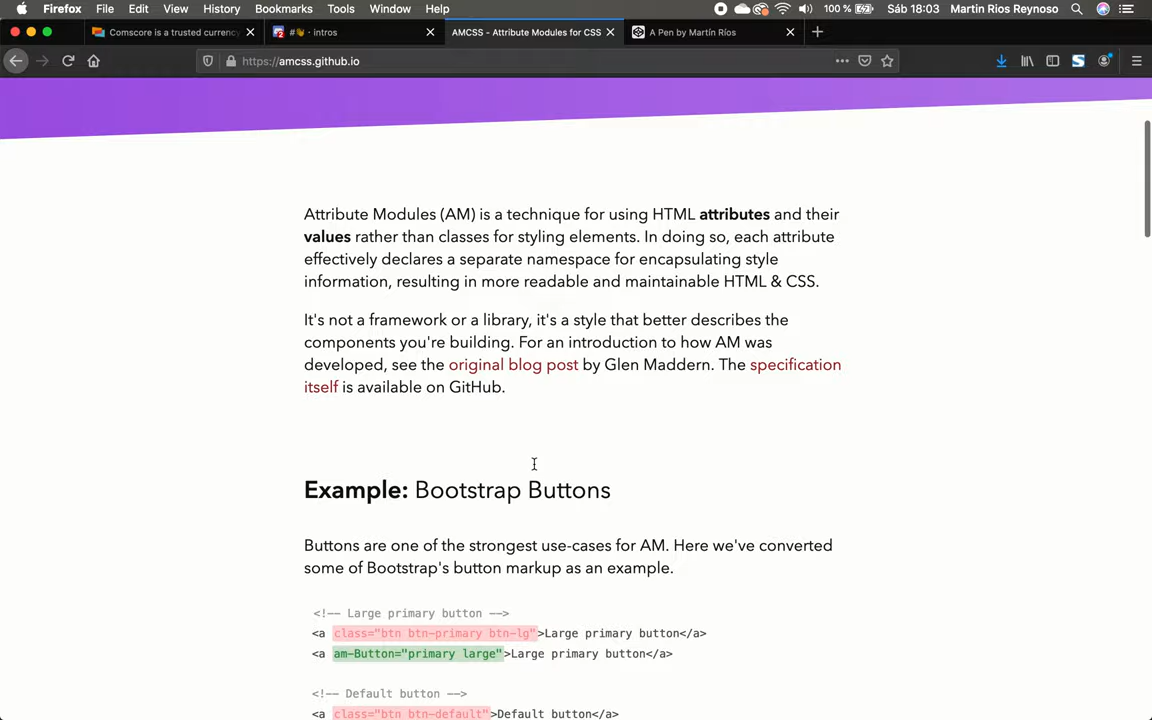 Firefox File Edit View History Bookmarks Tools Window Help 100 % Sáb 18:03 Martin Rios Reynoso
Comscore is a trusted currency #👋 · intros AMCSS - Attribute Modules for CSS A Pen by Martín Ríos
https://amcss.github.io
Attribute Modules (AM) is a technique for using HTML attributes and their
values rather than classes for styling elements. In doing so, each attribute
effectively declares a separate namespace for encapsulating style
information, resulting in more readable and maintainable HTML & CSS.
It's not a framework or a library, it's a style that better describes the
components you're building. For an introduction to how AM was
developed, see the original blog post by Glen Maddern. The specification
itself is available on GitHub.
Example: Bootstrap Buttons
Buttons are one of the strongest use-cases for AM. Here we've converted
some of Bootstrap's button markup as an example.
<!-- Large primary button -->
<a class="btn btn-primary btn-lg">Large primary button</a>
<a am-Button="primary large">Large primary button</a>
<!-- Default button -->
<a class="btn btn-default">Default button</a>